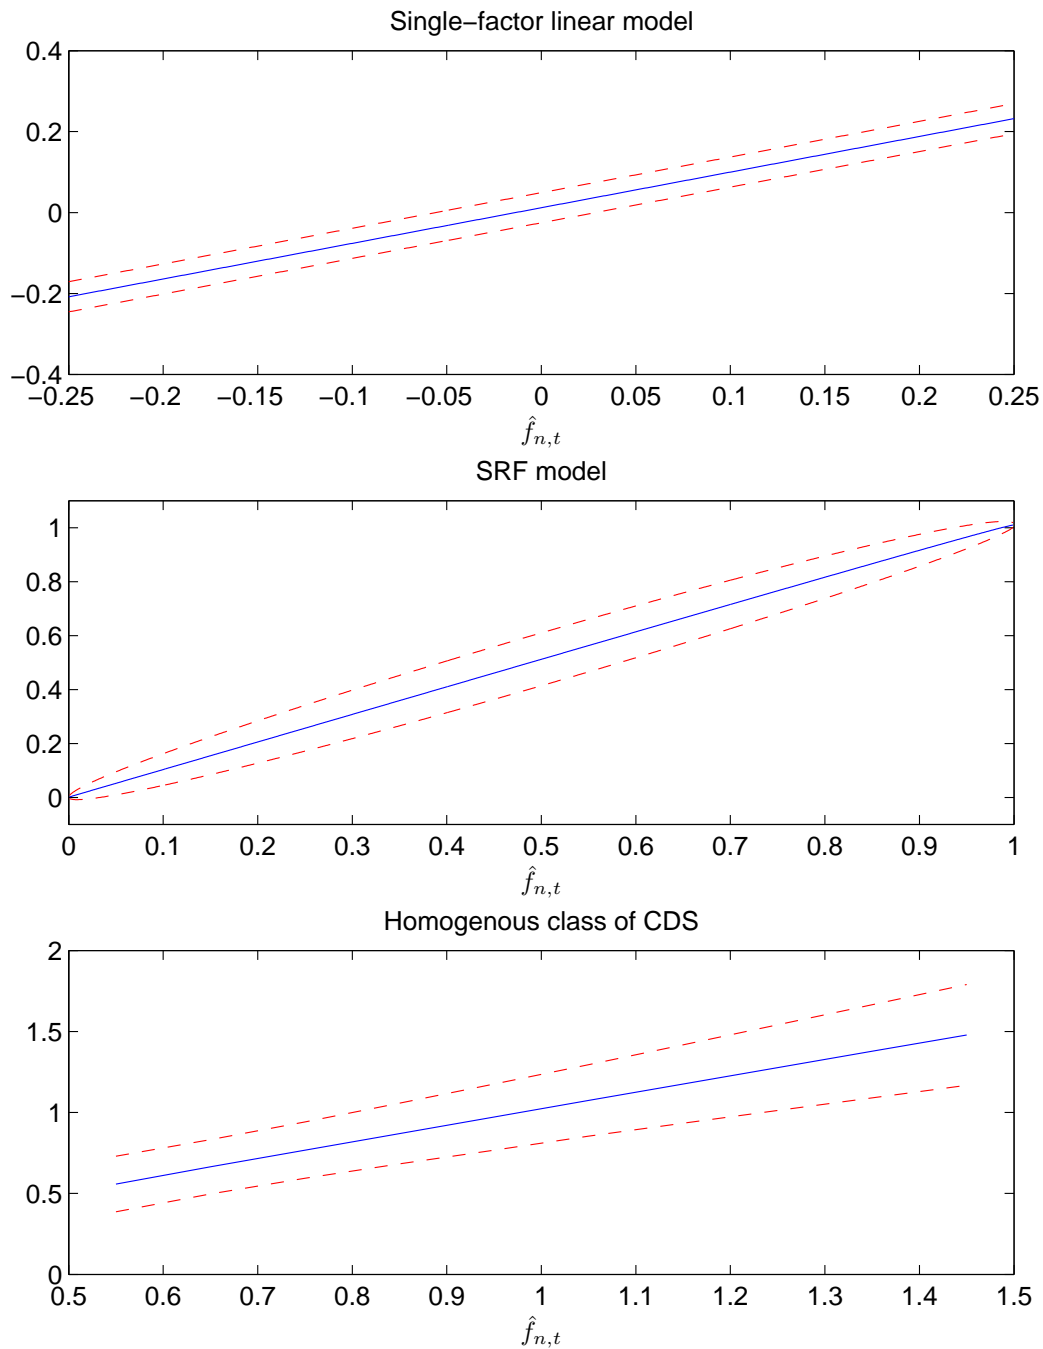 Single−factor linear model
0.4
0.2
0
−0.2
−0.4
−0.25 −0.2 −0.15 −0.1 −0.05 0 0.05 0.1 0.15 0.2 0.25
f̂n,t
SRF model
1
0.8
0.6
0.4
0.2
0
0 0.1 0.2 0.3 0.4 0.5 0.6 0.7 0.8 0.9 1
f̂n,t
Homogenous class of CDS
2
1.5
1
0.5
0
0.5 0.6 0.7 0.8 0.9 1 1.1 1.2 1.3 1.4 1.5
f̂n,t